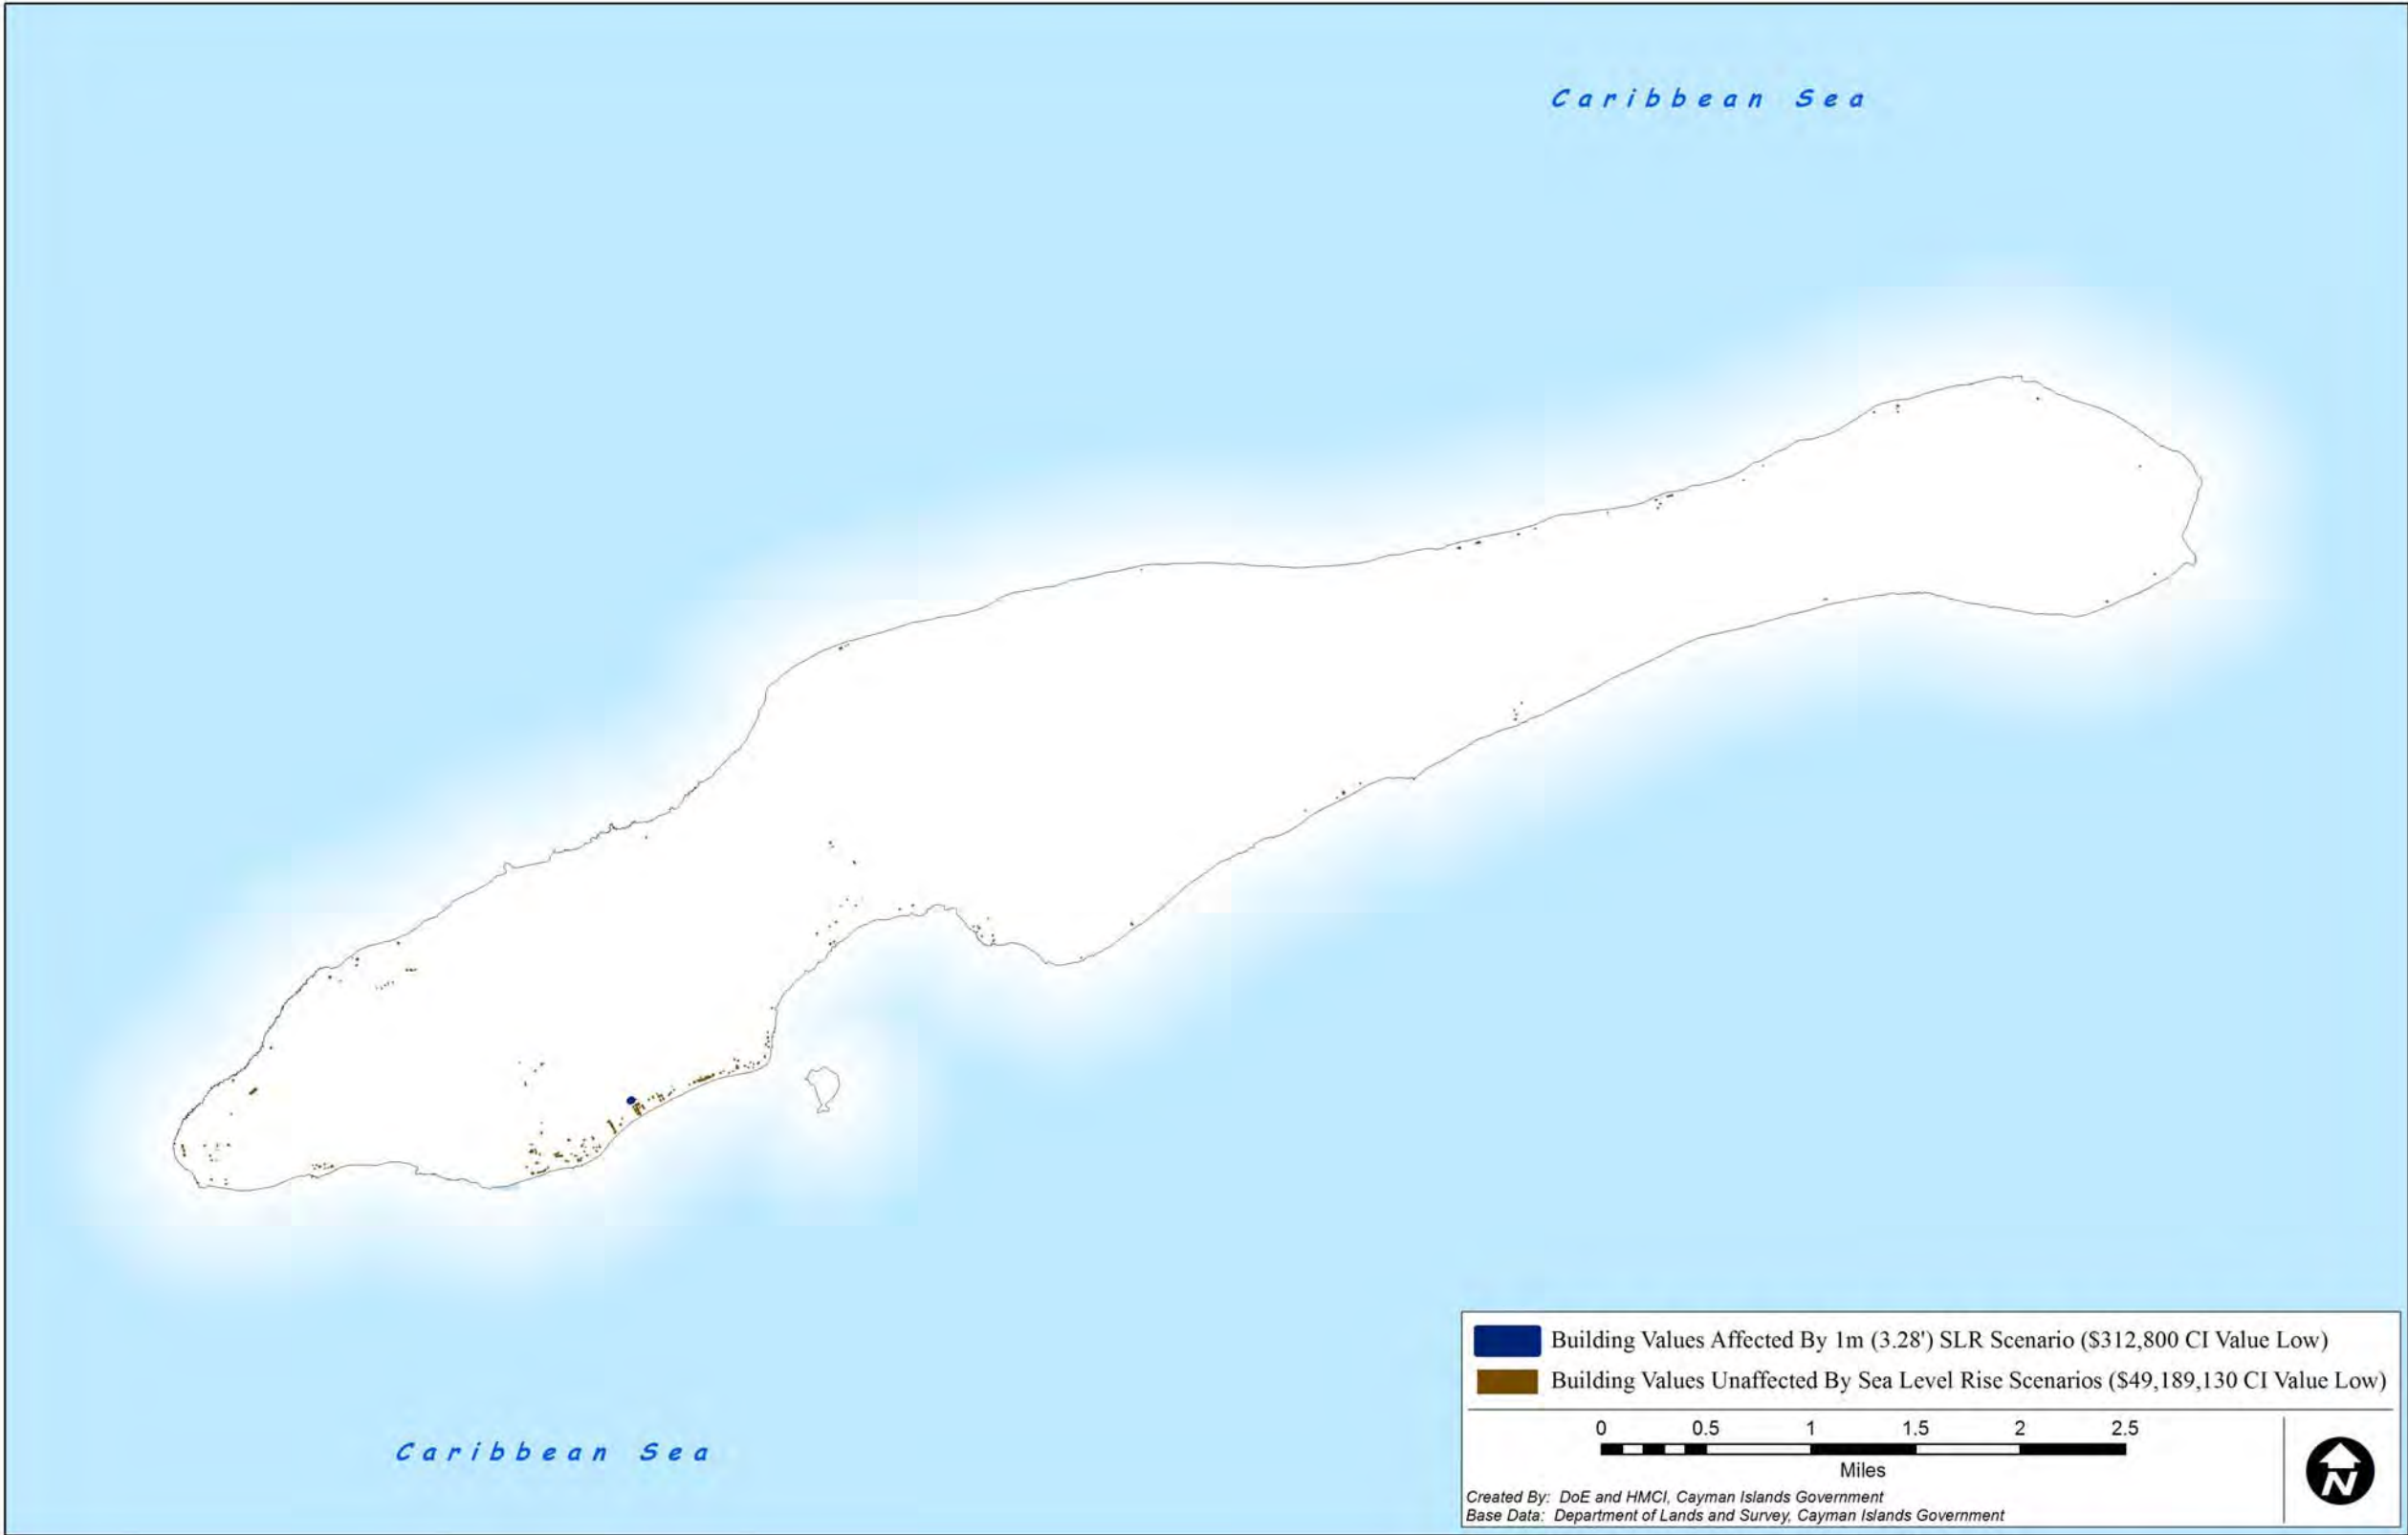 Caribbean Sea
Caribbean Sea
Building Values Affected By 1m (3.28') SLR Scenario ($312,800 CI Value Low)
Building Values Unaffected By Sea Level Rise Scenarios ($49,189,130 CI Value Low)
0 0.5 1 1.5 2 2.5
Miles
N
Created By: DoE and HMCI, Cayman Islands Government
Base Data: Department of Lands and Survey, Cayman Islands Government